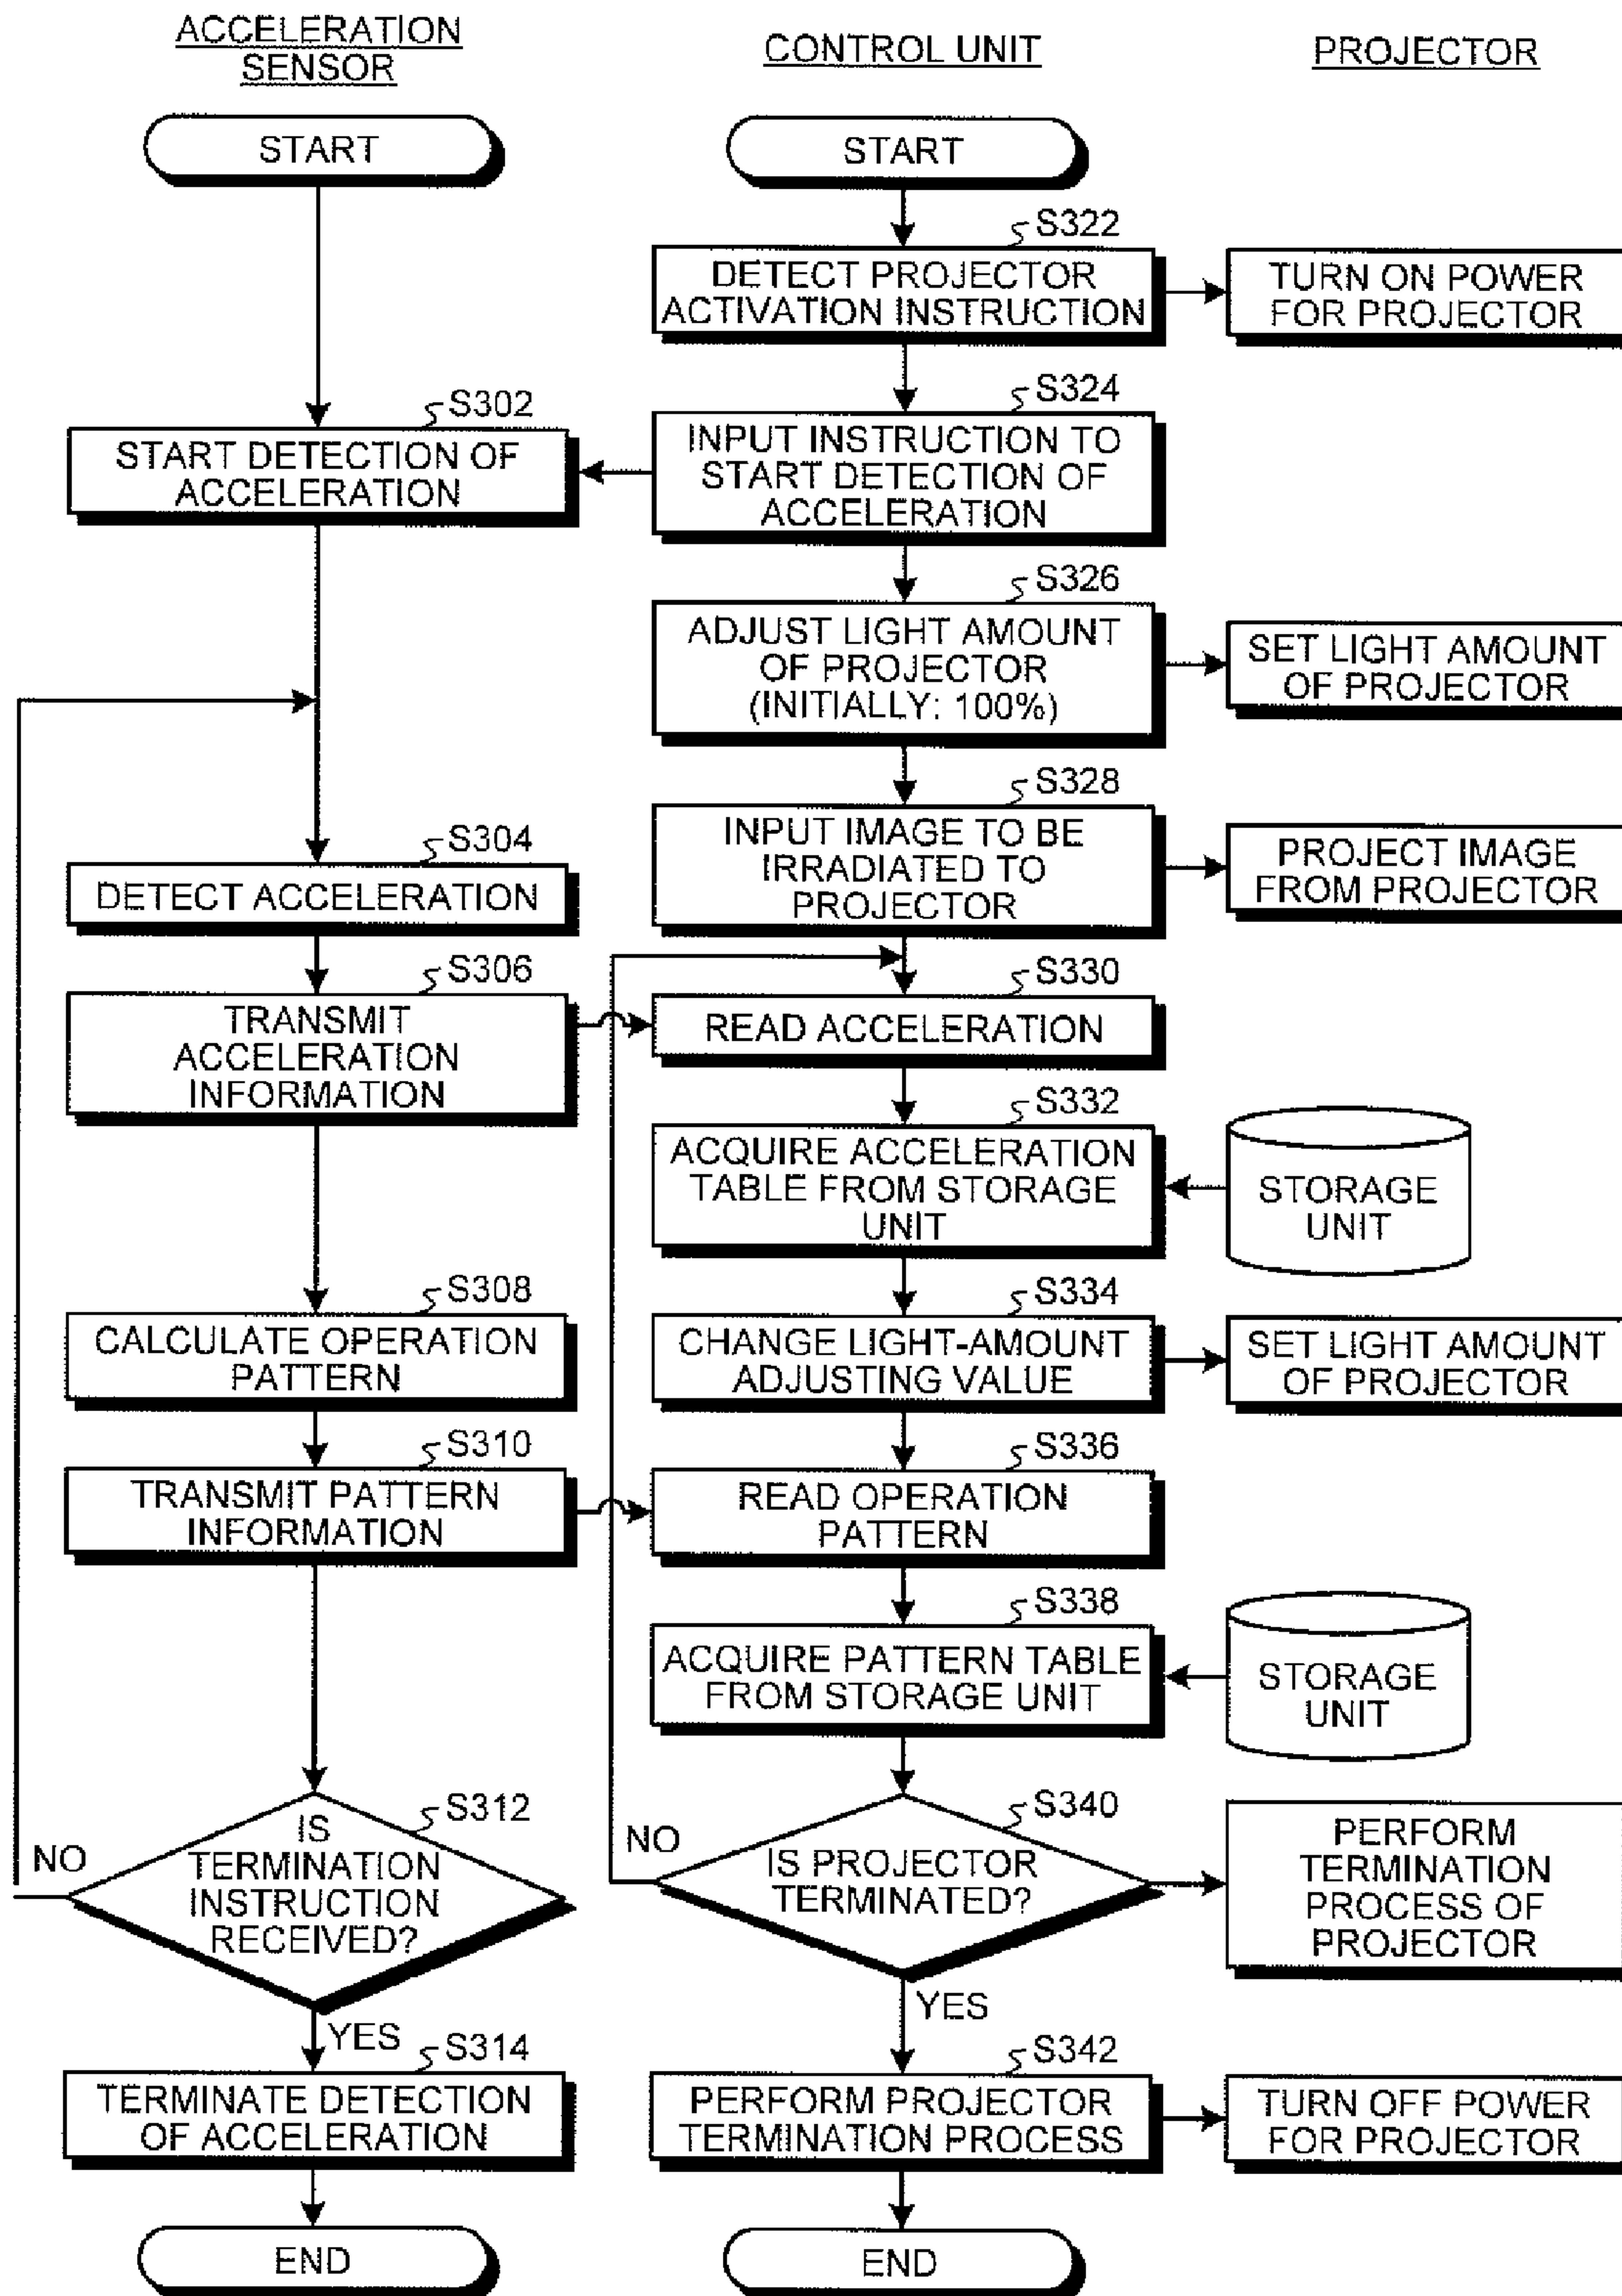 ACCELERATION
SENSOR
CONTROL UNIT
PROJECTOR
START
START
S322
DETECT PROJECTOR
ACTIVATION INSTRUCTION
TURN ON POWER
FOR PROJECTOR
S302
START DETECTION OF
ACCELERATION
S324
INPUT INSTRUCTION TO
START DETECTION OF
ACCELERATION
S326
ADJUST LIGHT AMOUNT
OF PROJECTOR
(INITIALLY: 100%)
SET LIGHT AMOUNT
OF PROJECTOR
S328
INPUT IMAGE TO BE
IRRADIATED TO
PROJECTOR
PROJECT IMAGE
FROM PROJECTOR
S304
DETECT ACCELERATION
S306
TRANSMIT
ACCELERATION
INFORMATION
S330
READ ACCELERATION
S332
ACQUIRE ACCELERATION
TABLE FROM STORAGE
UNIT
STORAGE
UNIT
S308
CALCULATE OPERATION
PATTERN
S334
CHANGE LIGHT-AMOUNT
ADJUSTING VALUE
SET LIGHT AMOUNT
OF PROJECTOR
S310
TRANSMIT PATTERN
INFORMATION
S336
READ OPERATION
PATTERN
S338
ACQUIRE PATTERN TABLE
FROM STORAGE UNIT
STORAGE
UNIT
S312
IS
TERMINATION
INSTRUCTION
RECEIVED?
NO
YES
S340
IS PROJECTOR
TERMINATED?
NO
YES
PERFORM
TERMINATION
PROCESS OF
PROJECTOR
S314
TERMINATE DETECTION
OF ACCELERATION
S342
PERFORM PROJECTOR
TERMINATION PROCESS
TURN OFF POWER
FOR PROJECTOR
END
END